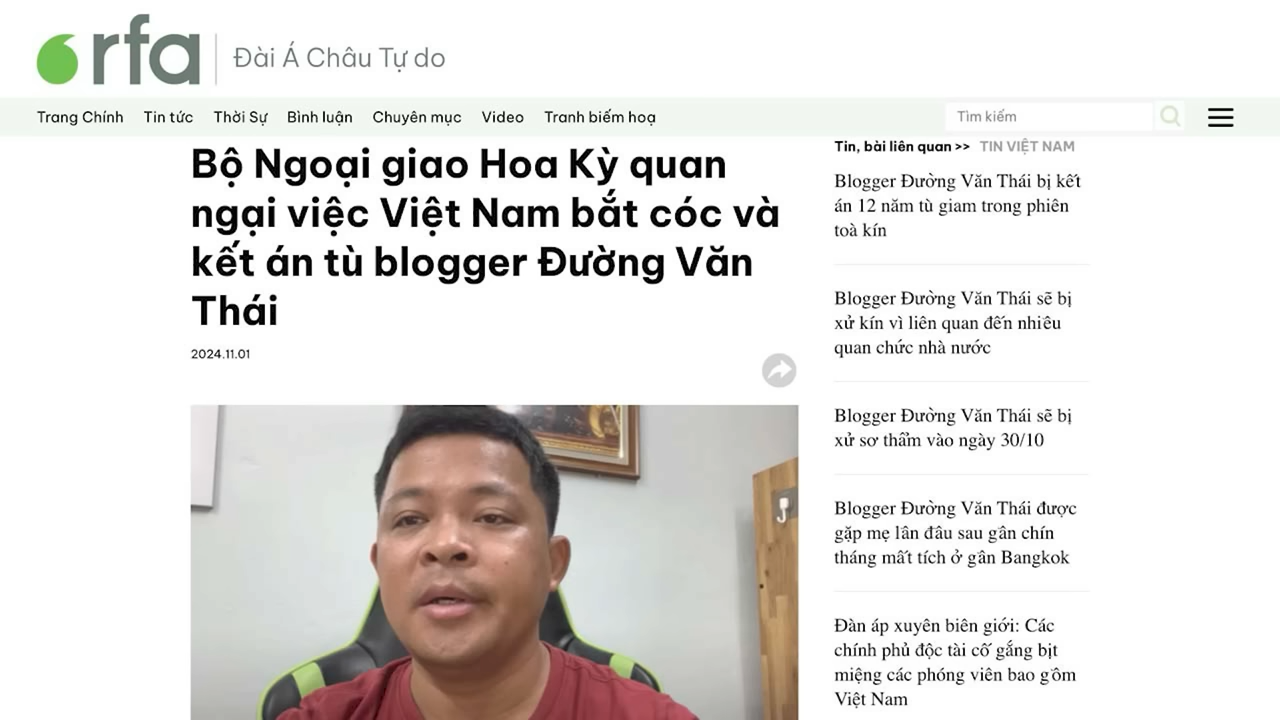 rfa
Đài Á Châu Tự do
Trang Chính Tin tức Thời Sự Bình luận Chuyên mục Video Tranh biếm hoạ
Tìm kiếm
Bộ Ngoại giao Hoa Kỳ quan
ngại việc Việt Nam bắt cóc và
kết án tù blogger Đường Văn
Thái
2024.11.01
Tin, bài liên quan >> TIN VIỆT NAM
Blogger Đường Văn Thái bị kết
án 12 năm tù giam trong phiên
toà kín
Blogger Đường Văn Thái sẽ bị
xử kín vì liên quan đến nhiều
quan chức nhà nước
Blogger Đường Văn Thái sẽ bị
xử sơ thẩm vào ngày 30/10
Blogger Đường Văn Thái được
gặp mẹ lần đầu sau gần chín
tháng mất tích ở gần Bangkok
Đàn áp xuyên biên giới: Các
chính phủ độc tài cố gắng bịt
miệng các phóng viên bao gồm
Việt Nam